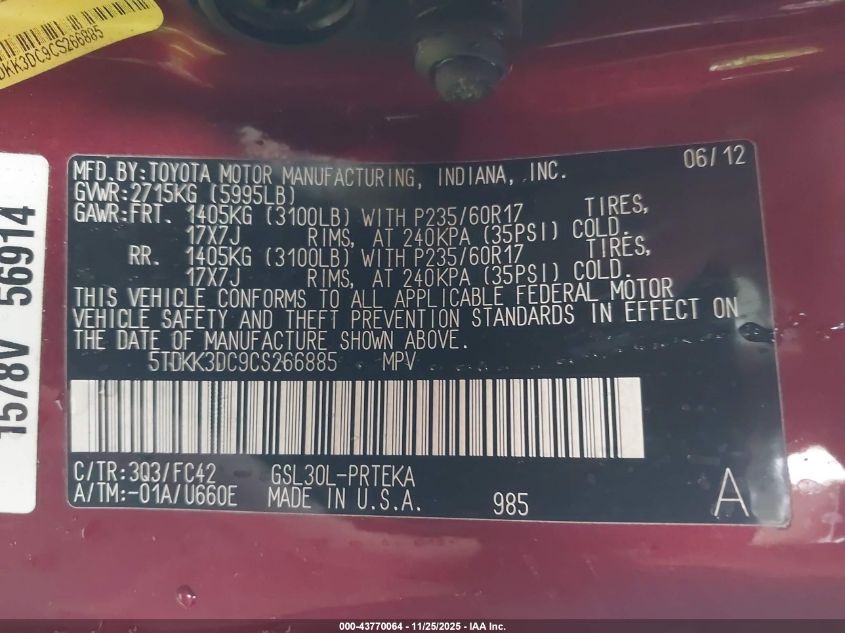 DKK3DC9CS266885
1578V 56914
MFD.BY:TOYOTA MOTOR MANUFACTURING, INDIANA, INC. 06/12
GVWR:2715KG (5995LB)
GAWR:FRT. 1405KG (3100LB) WITH P235/60R17 TIRES,
17X7J RIMS, AT 240KPA (35PSI) COLD.
RR. 1405KG (3100LB) WITH P235/60R17 TIRES,
17X7J RIMS, AT 240KPA (35PSI) COLD.
THIS VEHICLE CONFORMS TO ALL APPLICABLE FEDERAL MOTOR
VEHICLE SAFETY AND THEFT PREVENTION STANDARDS IN EFFECT ON
THE DATE OF MANUFACTURE SHOWN ABOVE.
5TDKK3DC9CS266885 MPV
C/TR:3Q3/FC42 GSL30L-PRTEKA
A/TM:-01A/U660E MADE IN U.S.A. 985 A
000-43770064 - 11/25/2025 - IAA Inc.